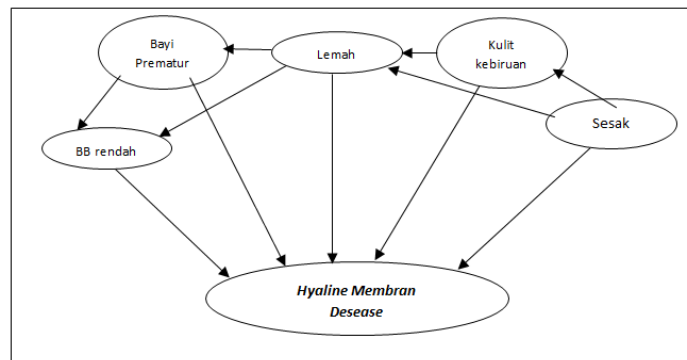 Bayi
Prematur
Lemah
Kulit
kebiruan
Sesak
BB rendah
Hyaline Membran
Desease